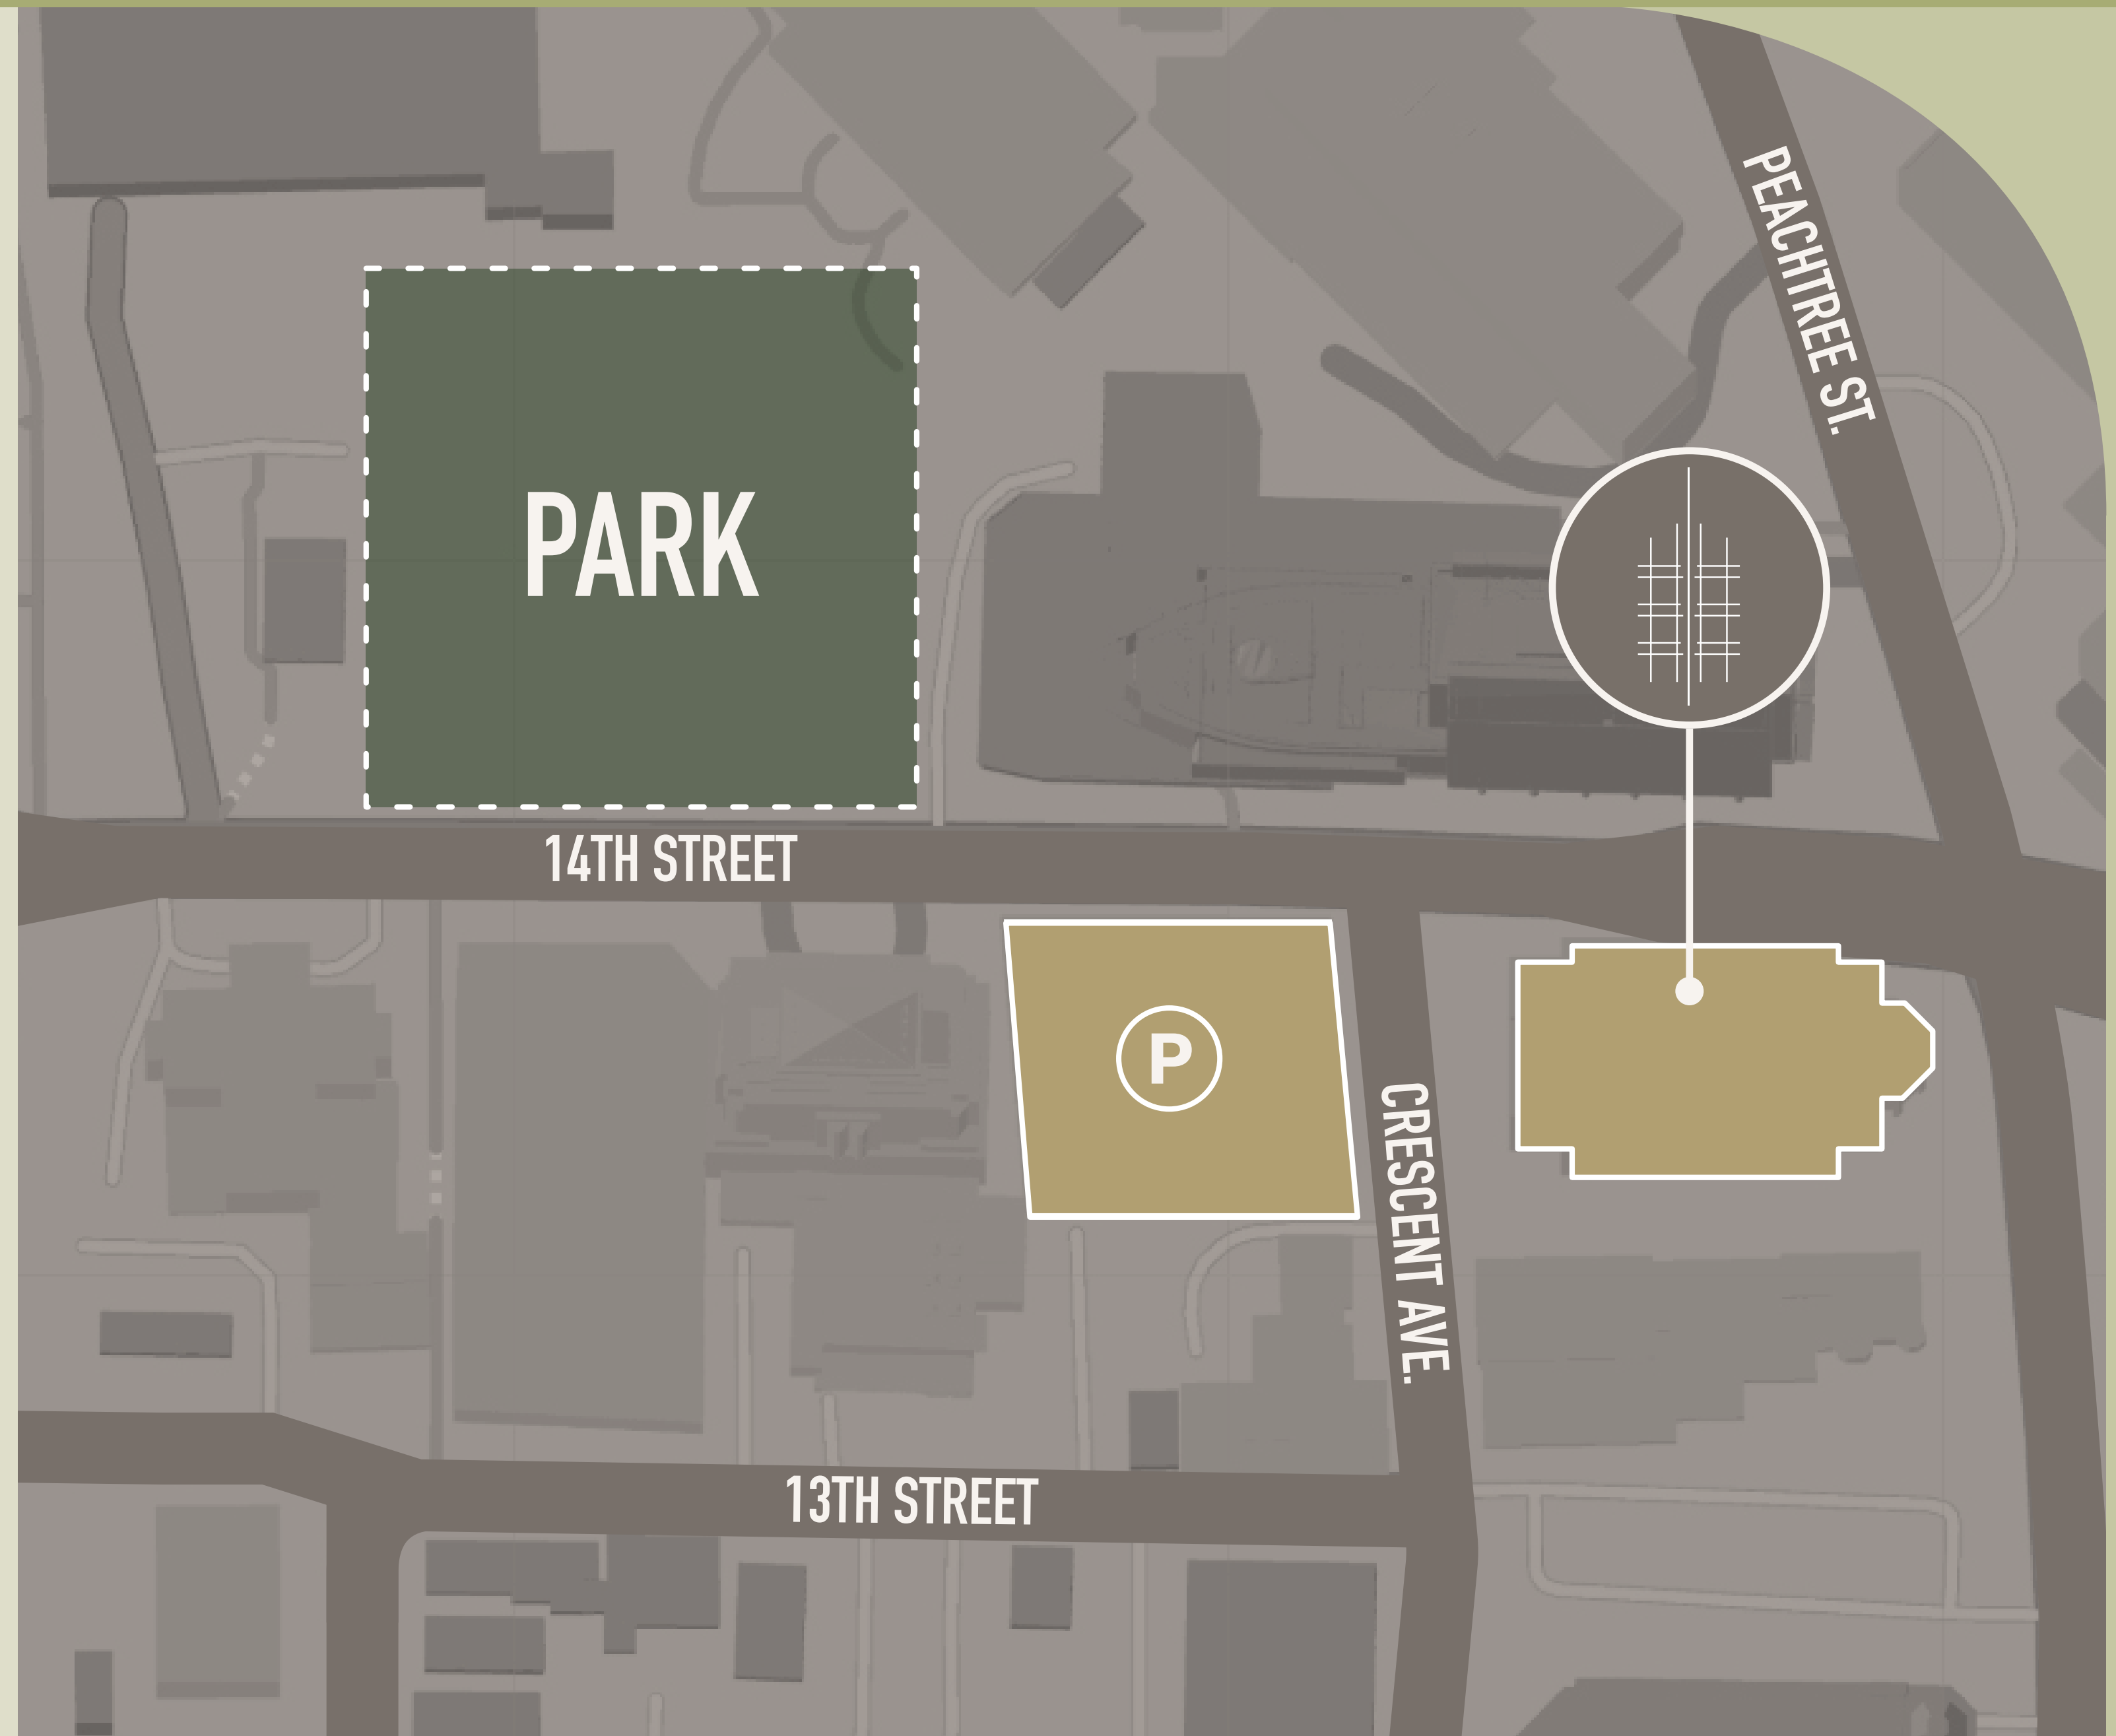 PEACHTREE ST.
PARK
14TH STREET
P
CRESCENT AVE.
13TH STREET